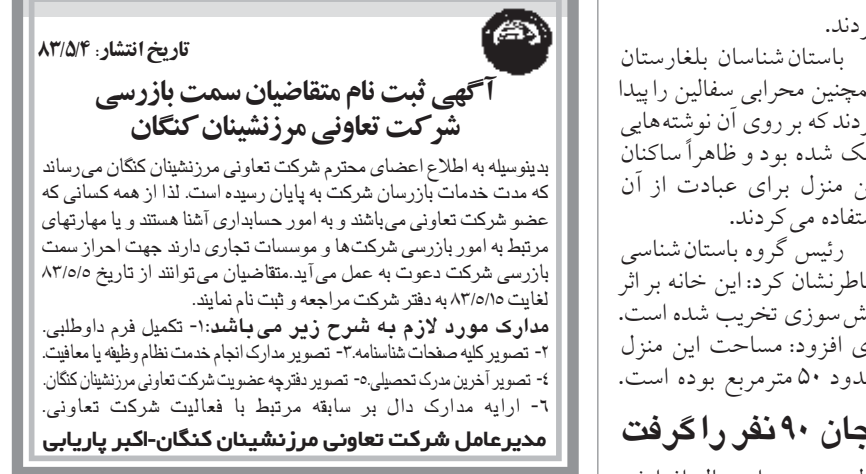 تاریخ انتشار: ۸۳/۵/۴
آگهی ثبت نام متقاضیان سمت بازرسی
شرکت تعاونی مرزنشینان کنگان
بدینوسیله به اطلاع اعضای محترم شرکت تعاونی مرزنشینان کنگان می‌رساند
که مدت خدمات بازرسان شرکت به پایان رسیده است. لذا از همه کسانی که
عضو شرکت تعاونی می‌باشند و به امور حسابداری آشنا هستند و یا مهارتهای
مرتبط به امور بازرسی شرکت‌ها و موسسات تجاری دارند جهت احراز سمت
بازرسی شرکت دعوت به عمل می‌آید.متقاضیان می‌توانند از تاریخ ۸۳/۵/۵
لغایت ۸۳/۵/۱۵ به دفتر شرکت مراجعه و ثبت نام نمایند.
مدارک مورد لازم به شرح زیر می‌باشد:۱- تکمیل فرم داوطلبی.
۲- تصویر کلیه صفحات شناسنامه.۳- تصویر مدارک انجام خدمت نظام وظیفه یا معافیت.
۴- تصویر آخرین مدرک تحصیلی.۵- تصویر دفترچه عضویت شرکت تعاونی مرزنشینان کنگان.
۶- ارایه مدارک دال بر سابقه مرتبط با فعالیت شرکت تعاونی.
مدیرعامل شرکت تعاونی مرزنشینان کنگان-اکبر پاریابی
باستان شناسان بلغارستان
محرابی سفالین را پیدا
که بر روی آن نوشته‌هایی
شده بود و ظاهراً ساکنان
منزل برای عبادت از آن
می‌کردند.
رئیس گروه باستان‌شناسی
کرد: این خانه بر اثر
سوزی تخریب شده است.
افزود: مساحت این منزل
۵۰ مترمربع بوده است.
جان ۹۰ نفر را گرفت